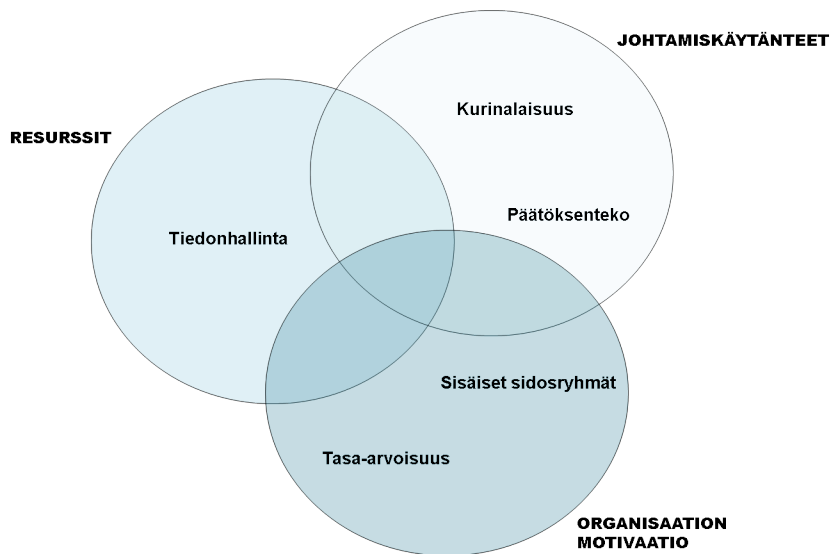 JOHTAMISKÄYTÄNTEET
Kurinalaisuus
RESURSSIT
Päätöksenteko
Tiedonhallinta
Sisäiset sidosryhmät
Tasa-arvoisuus
ORGANISAATION
MOTIVAATIO